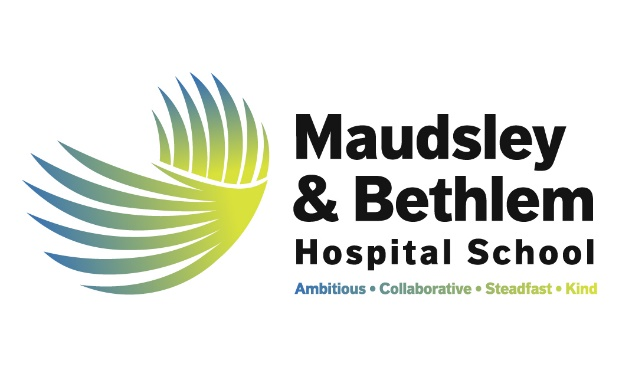 Maudsley
& Bethlem
Hospital School
Ambitious • Collaborative • Steadfast • Kind